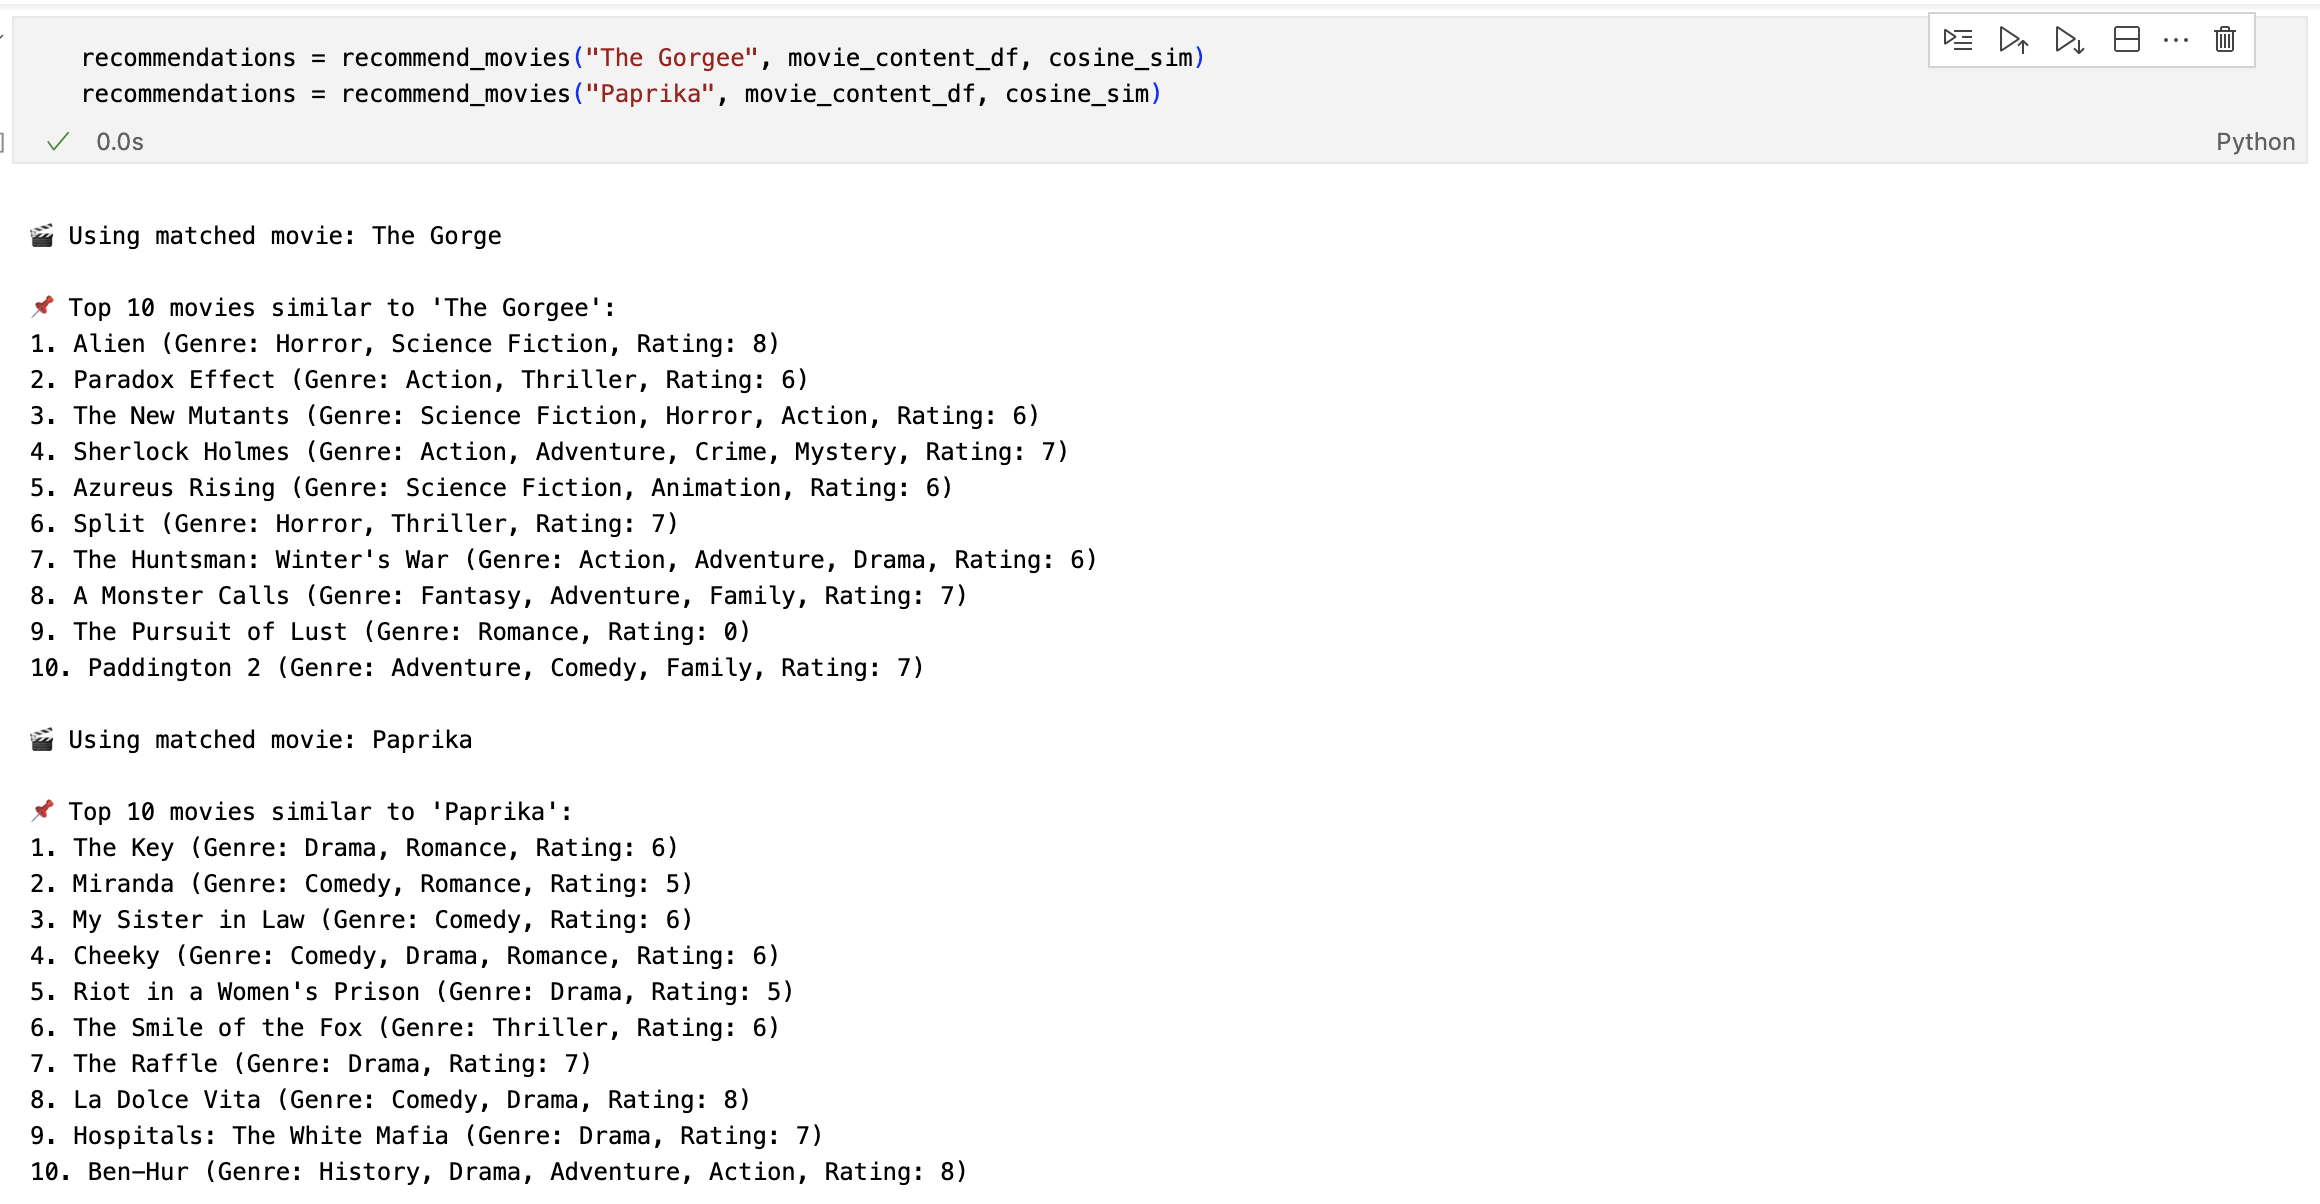 recommendations = recommend_movies("The Gorgee", movie_content_df, cosine_sim)
recommendations = recommend_movies("Paprika", movie_content_df, cosine_sim)
0.0s
Python
🎬 Using matched movie: The Gorge
📌 Top 10 movies similar to 'The Gorgee':
1. Alien (Genre: Horror, Science Fiction, Rating: 8)
2. Paradox Effect (Genre: Action, Thriller, Rating: 6)
3. The New Mutants (Genre: Science Fiction, Horror, Action, Rating: 6)
4. Sherlock Holmes (Genre: Action, Adventure, Crime, Mystery, Rating: 7)
5. Azureus Rising (Genre: Science Fiction, Animation, Rating: 6)
6. Split (Genre: Horror, Thriller, Rating: 7)
7. The Huntsman: Winter's War (Genre: Action, Adventure, Drama, Rating: 6)
8. A Monster Calls (Genre: Fantasy, Adventure, Family, Rating: 7)
9. The Pursuit of Lust (Genre: Romance, Rating: 0)
10. Paddington 2 (Genre: Adventure, Comedy, Family, Rating: 7)
🎬 Using matched movie: Paprika
📌 Top 10 movies similar to 'Paprika':
1. The Key (Genre: Drama, Romance, Rating: 6)
2. Miranda (Genre: Comedy, Romance, Rating: 5)
3. My Sister in Law (Genre: Comedy, Rating: 6)
4. Cheeky (Genre: Comedy, Drama, Romance, Rating: 6)
5. Riot in a Women's Prison (Genre: Drama, Rating: 5)
6. The Smile of the Fox (Genre: Thriller, Rating: 6)
7. The Raffle (Genre: Drama, Rating: 7)
8. La Dolce Vita (Genre: Comedy, Drama, Rating: 8)
9. Hospitals: The White Mafia (Genre: Drama, Rating: 7)
10. Ben-Hur (Genre: History, Drama, Adventure, Action, Rating: 8)